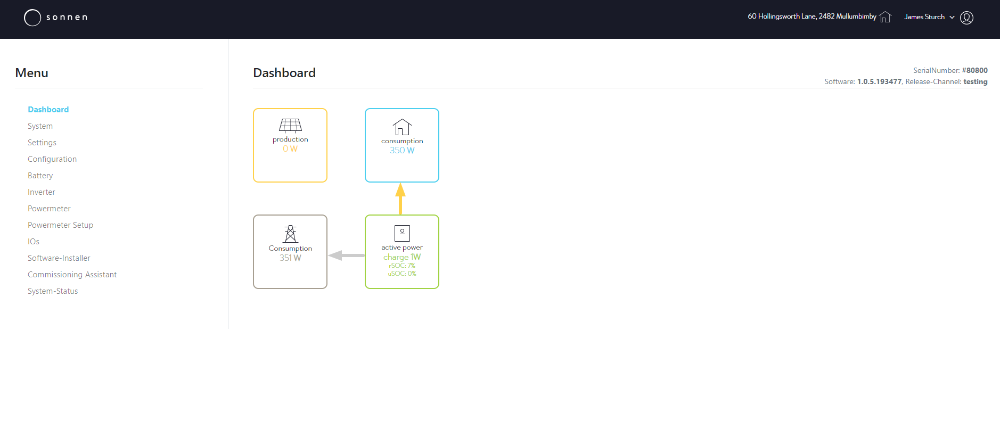 sonnen
60 Hollingsworth Lane, 2482 Mullumbimby
James Sturch
Menu
Dashboard
System
Settings
Configuration
Battery
Inverter
Powermeter
Powermeter Setup
IOs
Software-Installer
Commissioning Assistant
System-Status
Dashboard
SerialNumber: #80800
Software: 1.0.5.193477, Release-Channel: testing
production
0 W
consumption
350 W
Consumption
351 W
active power
charge 1W
rSOC: 7%
uSOC: 0%